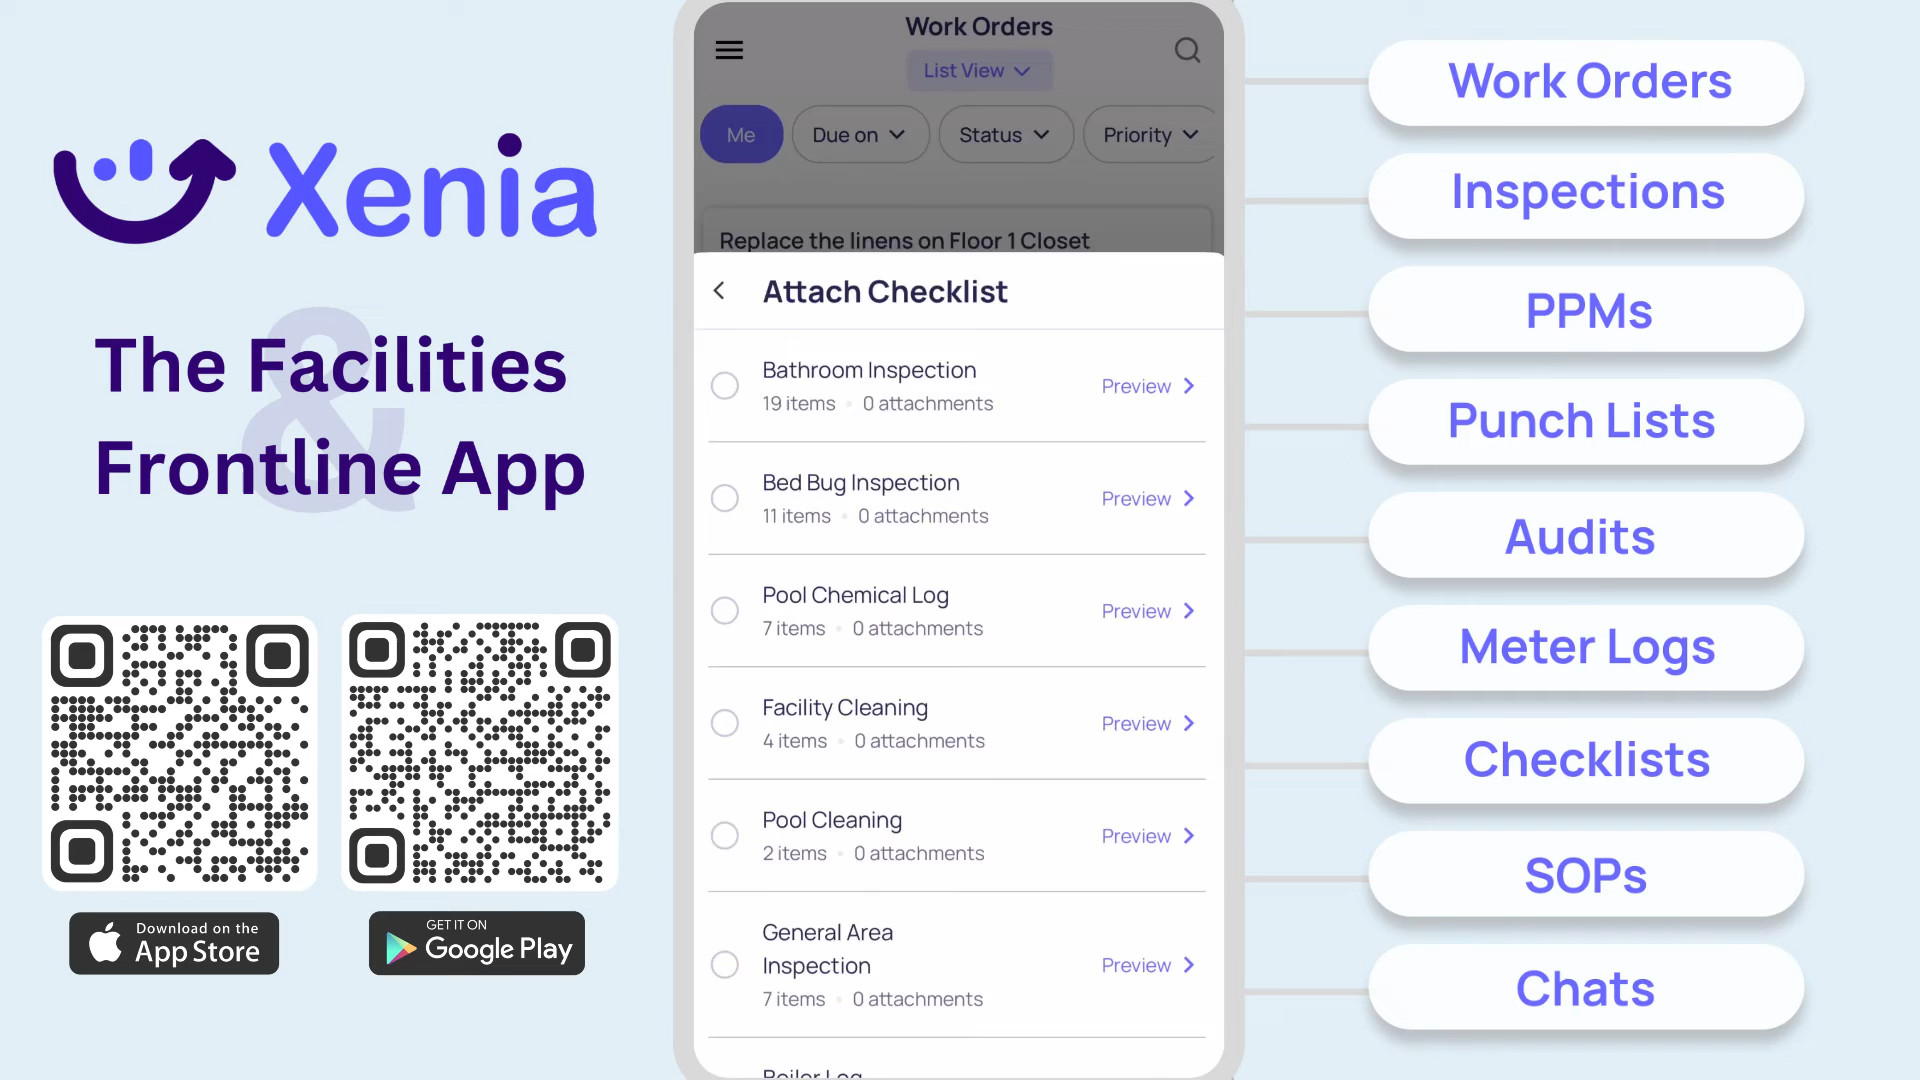 Xenia
The Facilities
&
Frontline App
Download on the
App Store
GET IT ON
Google Play
Work Orders
List View
Me
Due on
Status
Priority
Replace the linens on Floor 1 Closet
Attach Checklist
Bathroom Inspection
19 items • 0 attachments
Preview
Bed Bug Inspection
11 items • 0 attachments
Preview
Pool Chemical Log
7 items • 0 attachments
Preview
Facility Cleaning
4 items • 0 attachments
Preview
Pool Cleaning
2 items • 0 attachments
Preview
General Area
Inspection
7 items • 0 attachments
Preview
Boiler Log
Work Orders
Inspections
PPMs
Punch Lists
Audits
Meter Logs
Checklists
SOPs
Chats